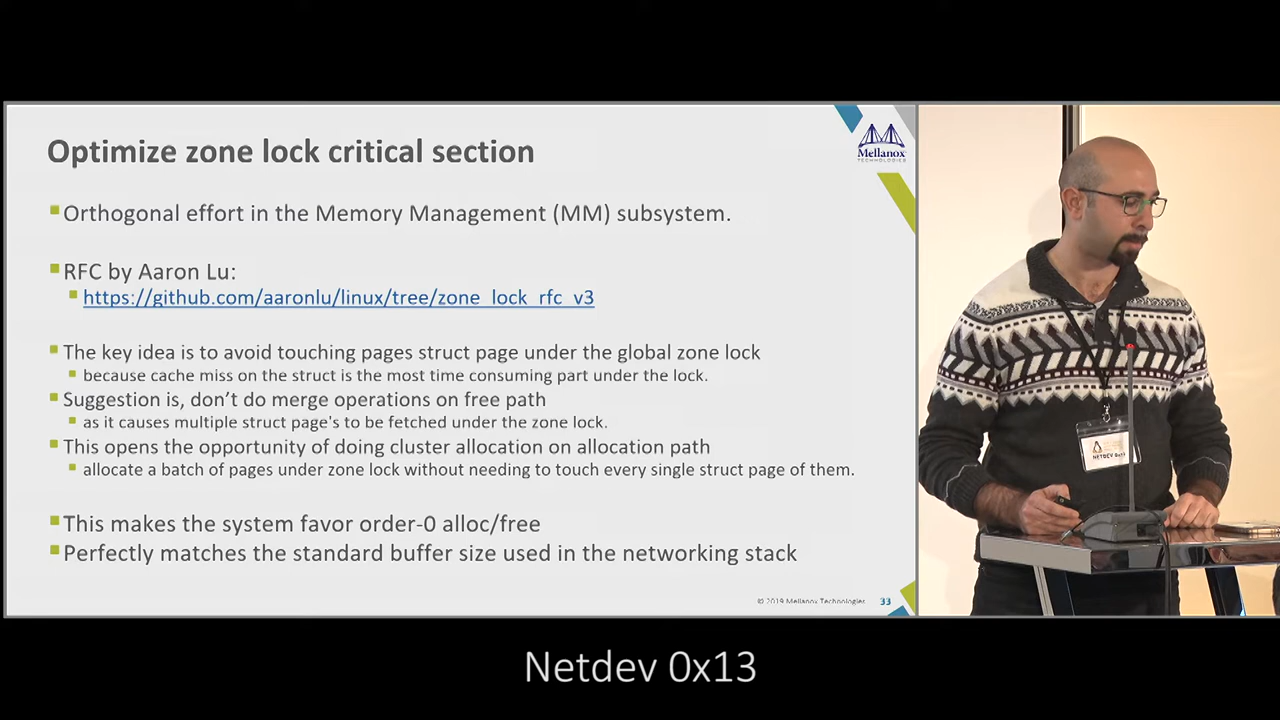 Optimize zone lock critical section
Mellanox
TECHNOLOGIES
Orthogonal effort in the Memory Management (MM) subsystem.
RFC by Aaron Lu:
https://github.com/aaronlu/linux/tree/zone_lock_rfc_v3
The key idea is to avoid touching pages struct page under the global zone lock
because cache miss on the struct is the most time consuming part under the lock.
Suggestion is, don't do merge operations on free path
as it causes multiple struct page's to be fetched under the zone lock.
This opens the opportunity of doing cluster allocation on allocation path
allocate a batch of pages under zone lock without needing to touch every single struct page of them.
This makes the system favor order-0 alloc/free
Perfectly matches the standard buffer size used in the networking stack
© 2019 Mellanox Technologies
33
NETDEV 0x13
Netdev 0x13